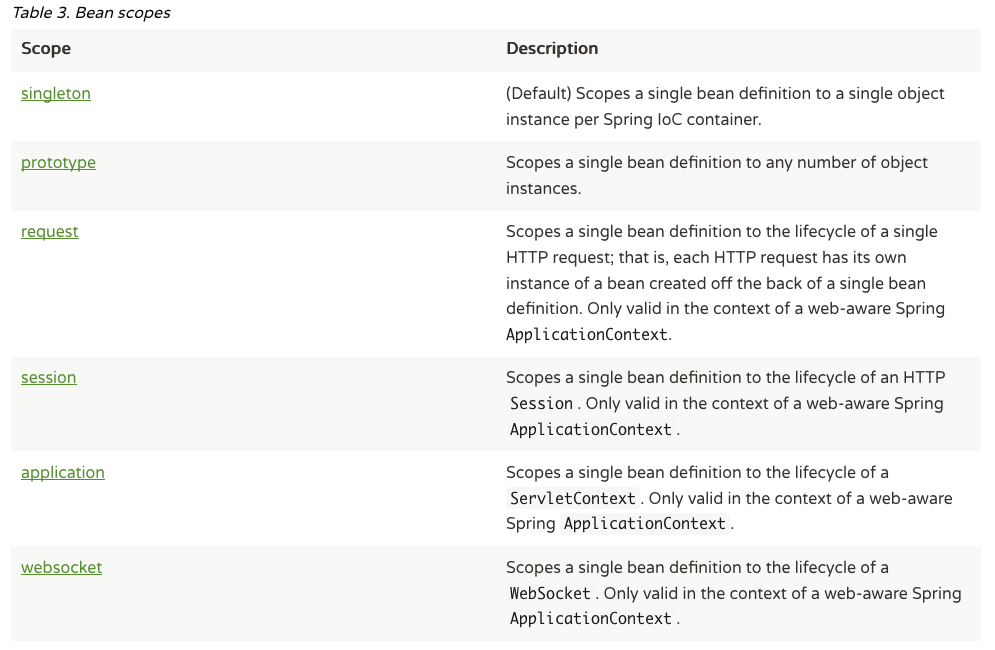 Table 3. Bean scopes
Scope Description
singleton (Default) Scopes a single bean definition to a single object
instance per Spring IoC container.
prototype Scopes a single bean definition to any number of object
instances.
request Scopes a single bean definition to the lifecycle of a single
HTTP request; that is, each HTTP request has its own
instance of a bean created off the back of a single bean
definition. Only valid in the context of a web-aware Spring
ApplicationContext.
session Scopes a single bean definition to the lifecycle of an HTTP
Session . Only valid in the context of a web-aware Spring
ApplicationContext .
application Scopes a single bean definition to the lifecycle of a
ServletContext . Only valid in the context of a web-aware
Spring ApplicationContext .
websocket Scopes a single bean definition to the lifecycle of a
WebSocket . Only valid in the context of a web-aware Spring
ApplicationContext .